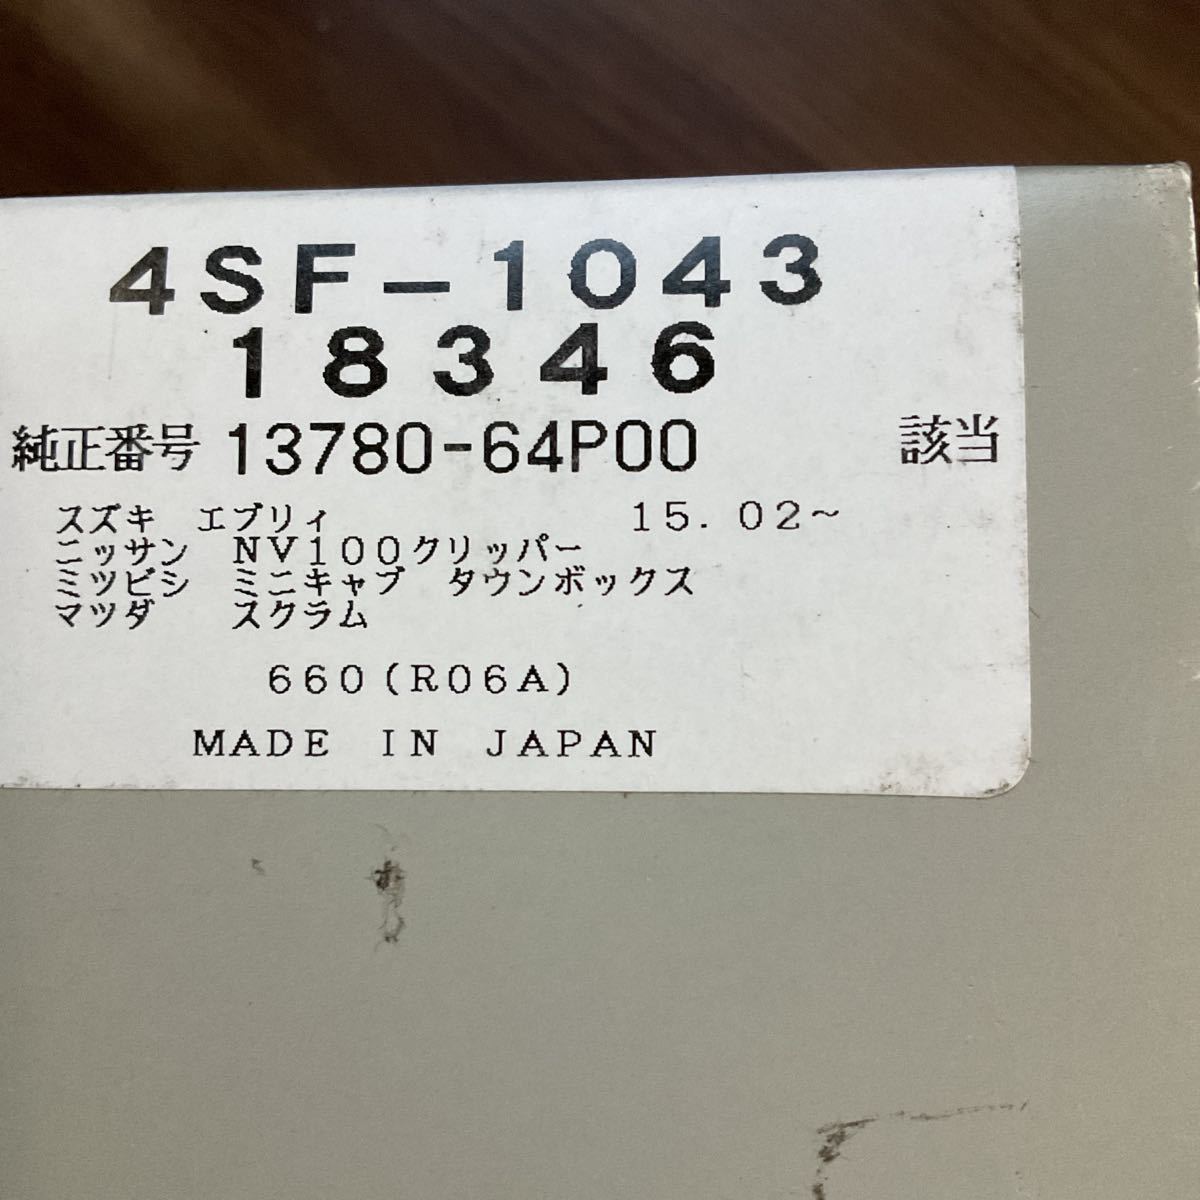 4SF-1043
18346
純正番号 13780-64P00 該当
スズキ エブリィ 15.02~
ニッサン NV100クリッパー
ミツビシ ミニキャブ タウンボックス
マツダ スクラム
660(R06A)
MADE IN JAPAN